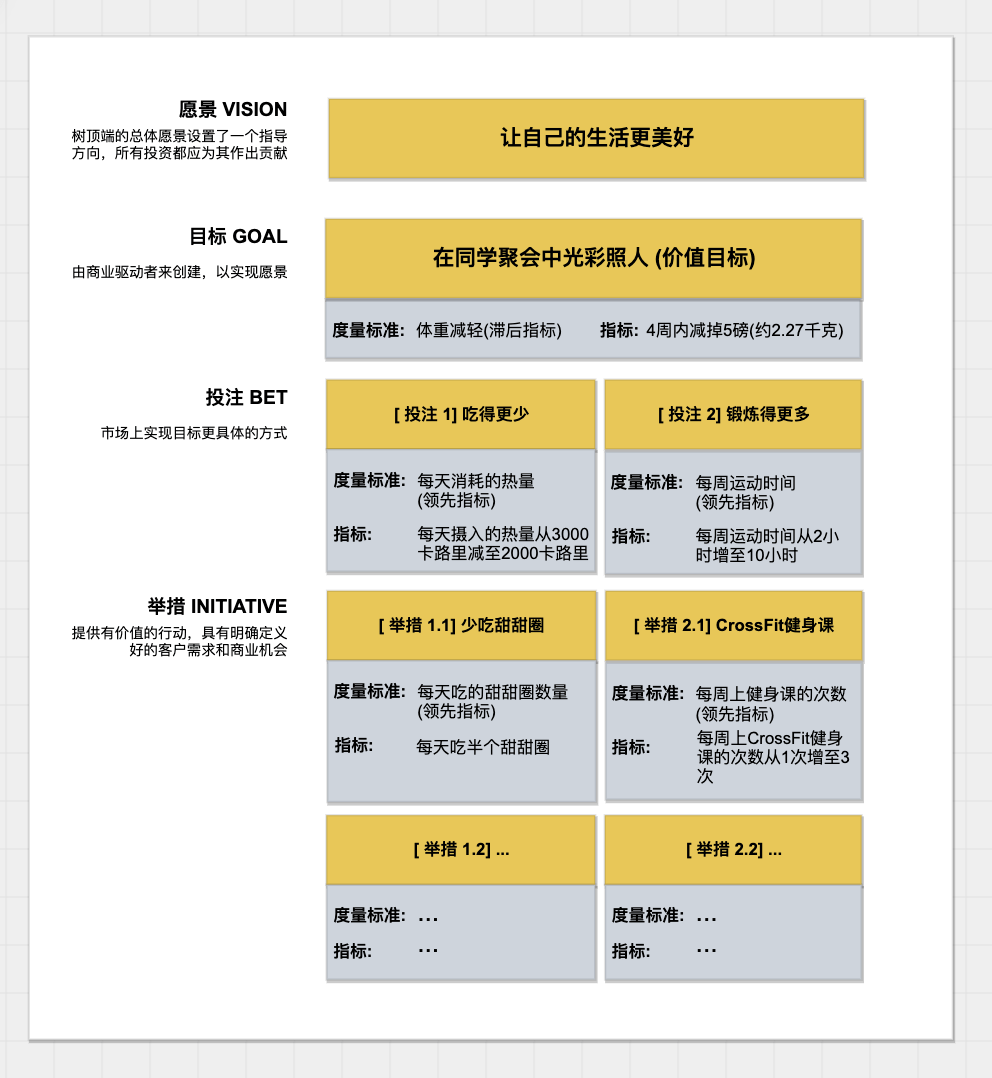 愿景 VISION
树顶端的总体愿景设置了一个指导
方向，所有投资都应为其作出贡献
让自己的生活更美好
目标 GOAL
由商业驱动者来创建，以实现愿景
在同学聚会中光彩照人 (价值目标)
度量标准: 体重减轻(滞后指标) 指标: 4周内减掉5磅(约2.27千克)
投注 BET
市场上实现目标更具体的方式
[ 投注 1] 吃得更少
度量标准: 每天消耗的热量
(领先指标)
指标: 每天摄入的热量从3000
卡路里减至2000卡路里
[ 投注 2] 锻炼得更多
度量标准: 每周运动时间
(领先指标)
指标: 每周运动时间从2小
时增至10小时
举措 INITIATIVE
提供有价值的行动，具有明确定义
好的客户需求和商业机会
[ 举措 1.1] 少吃甜甜圈
度量标准: 每天吃的甜甜圈数量
(领先指标)
指标: 每天吃半个甜甜圈
[ 举措 2.1] CrossFit健身课
度量标准: 每周上健身课的次数
(领先指标)
指标: 每周上CrossFit健身
课的次数从1次增至3
次
[ 举措 1.2] ...
度量标准: ...
指标: ...
[ 举措 2.2] ...
度量标准: ...
指标: ...